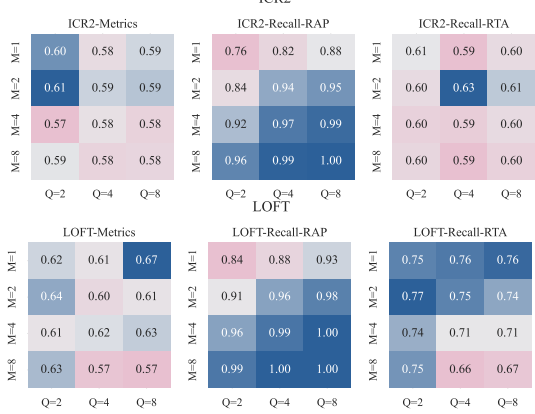 ICR2
ICR2-Metrics ICR2-Recall-RAP ICR2-Recall-RTA
M=1 0.60 0.58 0.59 M=1 0.76 0.82 0.88 M=1 0.61 0.59 0.60
M=2 0.61 0.59 0.59 M=2 0.84 0.94 0.95 M=2 0.60 0.63 0.61
M=4 0.57 0.58 0.58 M=4 0.92 0.97 0.99 M=4 0.60 0.59 0.60
M=8 0.59 0.58 0.58 M=8 0.96 0.99 1.00 M=8 0.60 0.59 0.60
Q=2 Q=4 Q=8 Q=2 Q=4 Q=8 Q=2 Q=4 Q=8
LOFT
LOFT-Metrics LOFT-Recall-RAP LOFT-Recall-RTA
M=1 0.62 0.61 0.67 M=1 0.84 0.88 0.93 M=1 0.75 0.76 0.76
M=2 0.64 0.60 0.61 M=2 0.91 0.96 0.98 M=2 0.77 0.75 0.74
M=4 0.61 0.62 0.63 M=4 0.96 0.99 1.00 M=4 0.74 0.71 0.71
M=8 0.63 0.57 0.57 M=8 0.99 1.00 1.00 M=8 0.75 0.66 0.67
Q=2 Q=4 Q=8 Q=2 Q=4 Q=8 Q=2 Q=4 Q=8